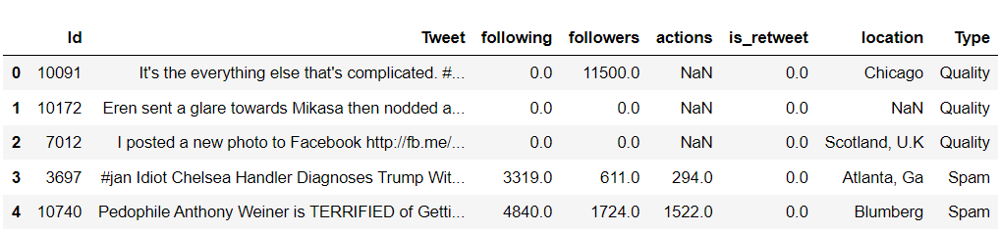 Id Tweet following followers actions is_retweet location Type
0 10091 It's the everything else that's complicated. #... 0.0 11500.0 NaN 0.0 Chicago Quality
1 10172 Eren sent a glare towards Mikasa then nodded a... 0.0 0.0 NaN 0.0 NaN Quality
2 7012 I posted a new photo to Facebook http://fb.me/... 0.0 0.0 NaN 0.0 Scotland, U.K Quality
3 3697 #jan Idiot Chelsea Handler Diagnoses Trump Wit... 3319.0 611.0 294.0 0.0 Atlanta, Ga Spam
4 10740 Pedophile Anthony Weiner is TERRIFIED of Getti... 4840.0 1724.0 1522.0 0.0 Blumberg Spam